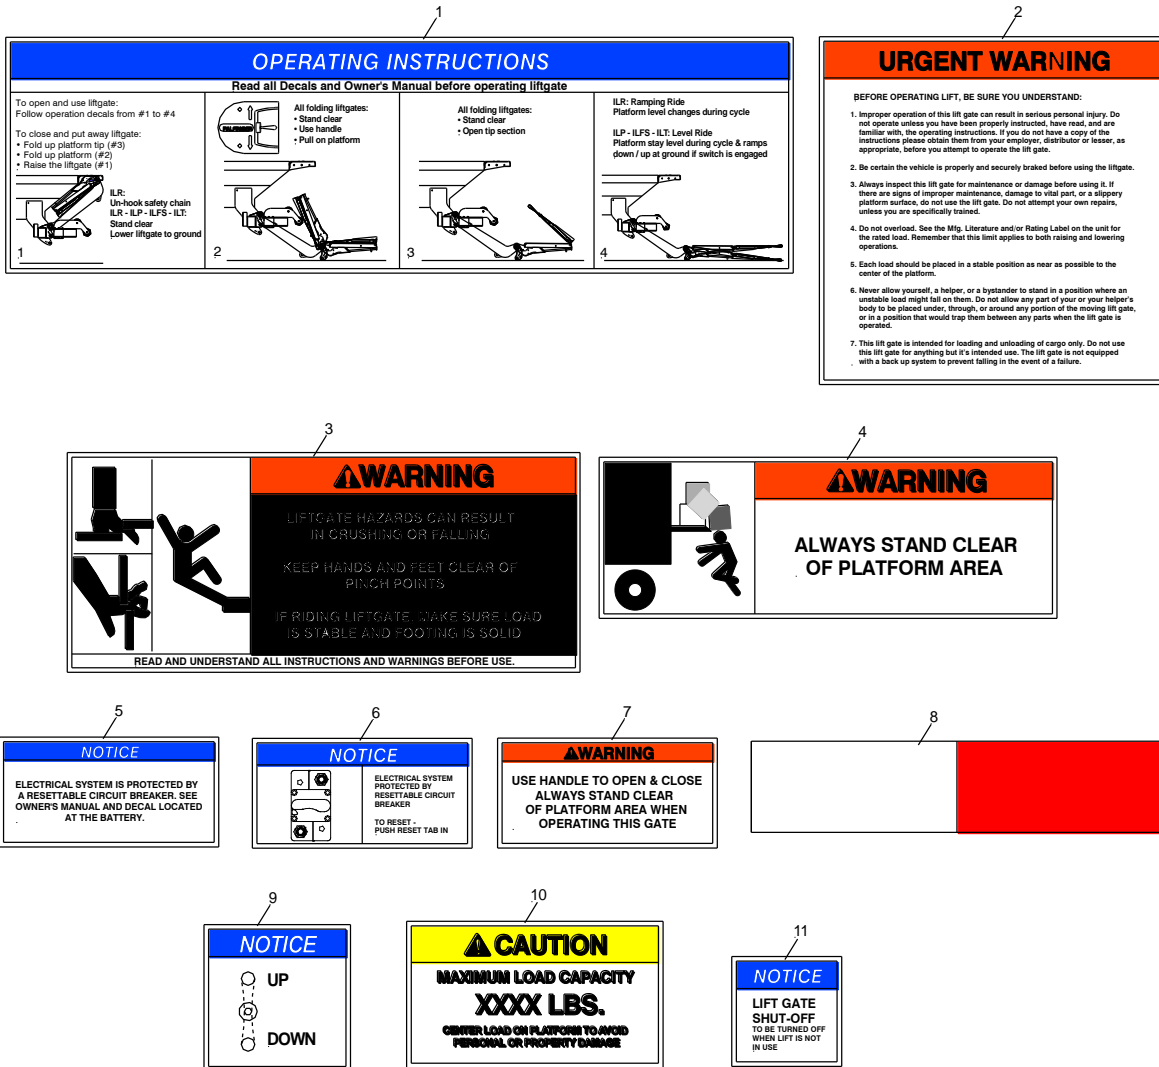 1
OPERATING INSTRUCTIONS
Read all Decals and Owner's Manual before operating liftgate
To open and use liftgate:
Follow operation decals from #1 to #4
To close and put away liftgate:
• Fold up platform tip (#3)
• Fold up platform (#2)
• Raise the liftgate (#1)
ILR:
Un-hook safety chain
ILR - ILP - ILFS - ILT:
Stand clear
Lower liftgate to ground
1
PALFINGER
All folding liftgates:
• Stand clear
• Use handle
• Pull on platform
2
All folding liftgates:
• Stand clear
• Open tip section
3
ILR: Ramping Ride
Platform level changes during cycle
ILP - ILFS - ILT: Level Ride
Platform stay level during cycle & ramps
down / up at ground if switch is engaged
4
2
URGENT WARNING
BEFORE OPERATING LIFT, BE SURE YOU UNDERSTAND:
1. Improper operation of this lift gate can result in serious personal injury. Do
not operate unless you have been properly instructed, have read, and are
familiar with, the operating instructions. If you do not have a copy of the
instructions please obtain them from your employer, distributor or lesser, as
appropriate, before you attempt to operate the lift gate.
2. Be certain the vehicle is properly and securely braked before using the liftgate.
3. Always inspect this lift gate for maintenance or damage before using it. If
there are signs of improper maintenance, damage to vital part, or a slippery
platform surface, do not use the lift gate. Do not attempt your own repairs,
unless you are specifically trained.
4. Do not overload. See the Mfg. Literature and/or Rating Label on the unit for
the rated load. Remember that this limit applies to both raising and lowering
operations.
5. Each load should be placed in a stable position as near as possible to the
center of the platform.
6. Never allow yourself, a helper, or a bystander to stand in a position where an
unstable load might fall on them. Do not allow any part of your or your helper's
body to be placed under, through, or around any portion of the moving lift gate,
or in a position that would trap them between any parts when the lift gate is
operated.
7. This lift gate is intended for loading and unloading of cargo only. Do not use
this lift gate for anything but it's intended use. The lift gate is not equipped
with a back up system to prevent falling in the event of a failure.
3
WARNING
LIFTGATE HAZARDS CAN RESULT
IN CRUSHING OR FALLING
KEEP HANDS AND FEET CLEAR OF
PINCH POINTS
IF RIDING LIFTGATE, MAKE SURE LOAD
IS STABLE AND FOOTING IS SOLID
READ AND UNDERSTAND ALL INSTRUCTIONS AND WARNINGS BEFORE USE.
4
WARNING
ALWAYS STAND CLEAR
OF PLATFORM AREA
5
NOTICE
ELECTRICAL SYSTEM IS PROTECTED BY
A RESETTABLE CIRCUIT BREAKER. SEE
OWNER'S MANUAL AND DECAL LOCATED
AT THE BATTERY.
6
NOTICE
ELECTRICAL SYSTEM
PROTECTED BY
RESETTABLE CIRCUIT
BREAKER
TO RESET -
PUSH RESET TAB IN
7
WARNING
USE HANDLE TO OPEN & CLOSE
ALWAYS STAND CLEAR
OF PLATFORM AREA WHEN
OPERATING THIS GATE
8
9
NOTICE
UP
DOWN
10
CAUTION
MAXIMUM LOAD CAPACITY
XXXX LBS.
CENTER LOAD ON PLATFORM TO AVOID
PERSONAL OR PROPERTY DAMAGE
11
NOTICE
LIFT GATE
SHUT-OFF
TO BE TURNED OFF
WHEN LIFT IS NOT
IN USE